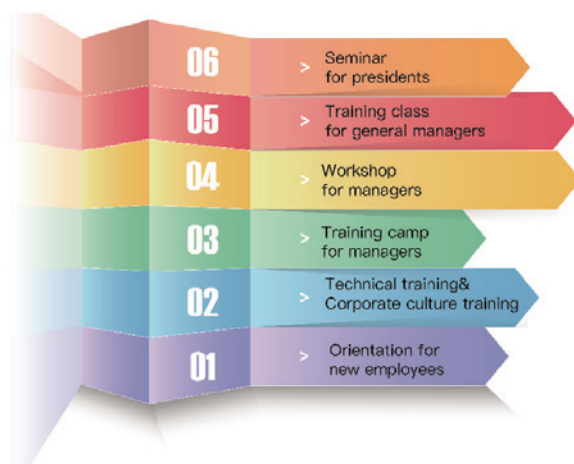 06
> Seminar
for presidents
05
> Training class
for general managers
04
> Workshop
for managers
03
> Training camp
for managers
02
> Technical training&
Corporate culture training
01
> Orientation for
new employees